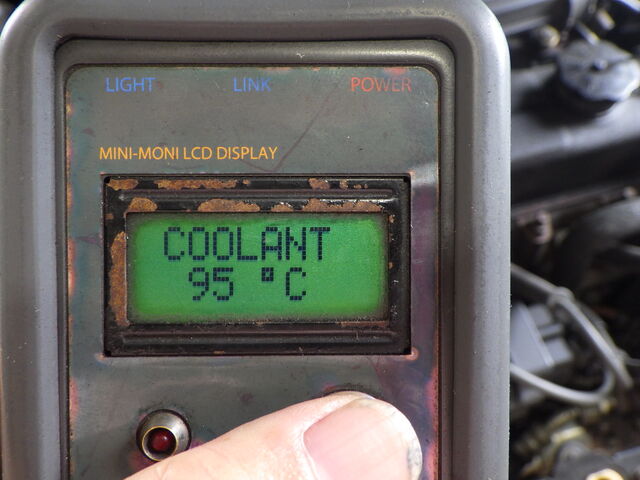 LIGHT LINK POWER
MINI-MONI LCD DISPLAY
COOLANT
95 °C